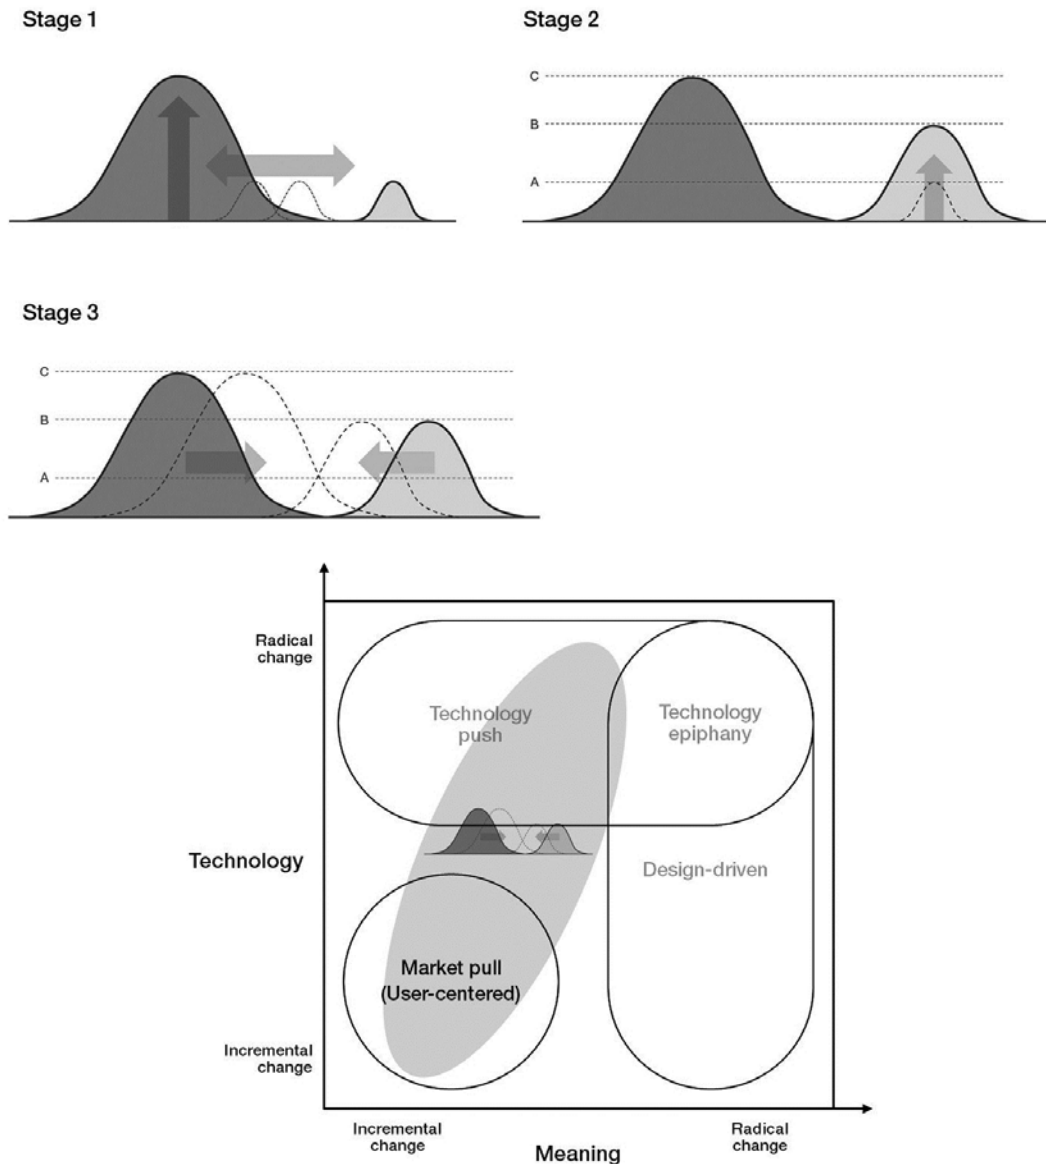 Stage 1
Stage 2
C
B
A
Stage 3
C
B
A
Radical
change
Technology
push
Technology
epiphany
Technology
Design-driven
Market pull
(User-centered)
Incremental
change
Incremental
change
Radical
change
Meaning